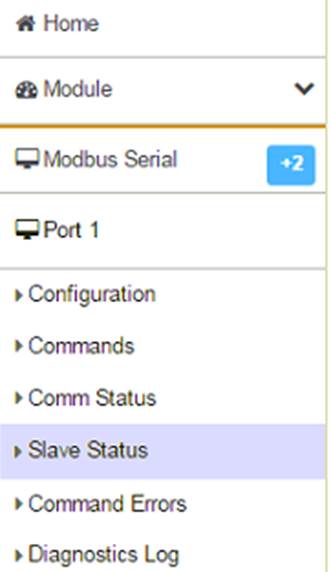 Home
Module
Modbus Serial +2
Port 1
Configuration
Commands
Comm Status
Slave Status
Command Errors
Diagnostics Log